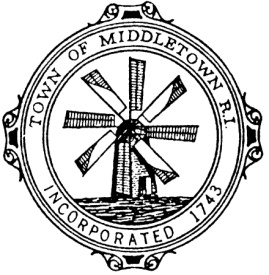 TOWN OF MIDDLETOWN R.I.
INCORPORATED 1743